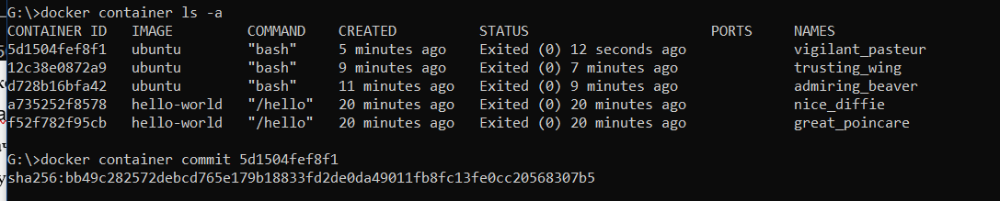 G:\>docker container ls -a
CONTAINER ID   IMAGE         COMMAND    CREATED          STATUS                      PORTS     NAMES
5d1504fef8f1   ubuntu        "bash"     5 minutes ago    Exited (0) 12 seconds ago             vigilant_pasteur
12c38e0872a9   ubuntu        "bash"     9 minutes ago    Exited (0) 7 minutes ago              trusting_wing
d728b16bfa42   ubuntu        "bash"     11 minutes ago   Exited (0) 9 minutes ago              admiring_beaver
a735252f8578   hello-world   "/hello"   20 minutes ago   Exited (0) 20 minutes ago             nice_diffie
f52f782f95cb   hello-world   "/hello"   20 minutes ago   Exited (0) 20 minutes ago             great_poincare
G:\>docker container commit 5d1504fef8f1
sha256:bb49c282572debcd765e179b18833fd2de0da49011fb8fc13fe0cc20568307b5